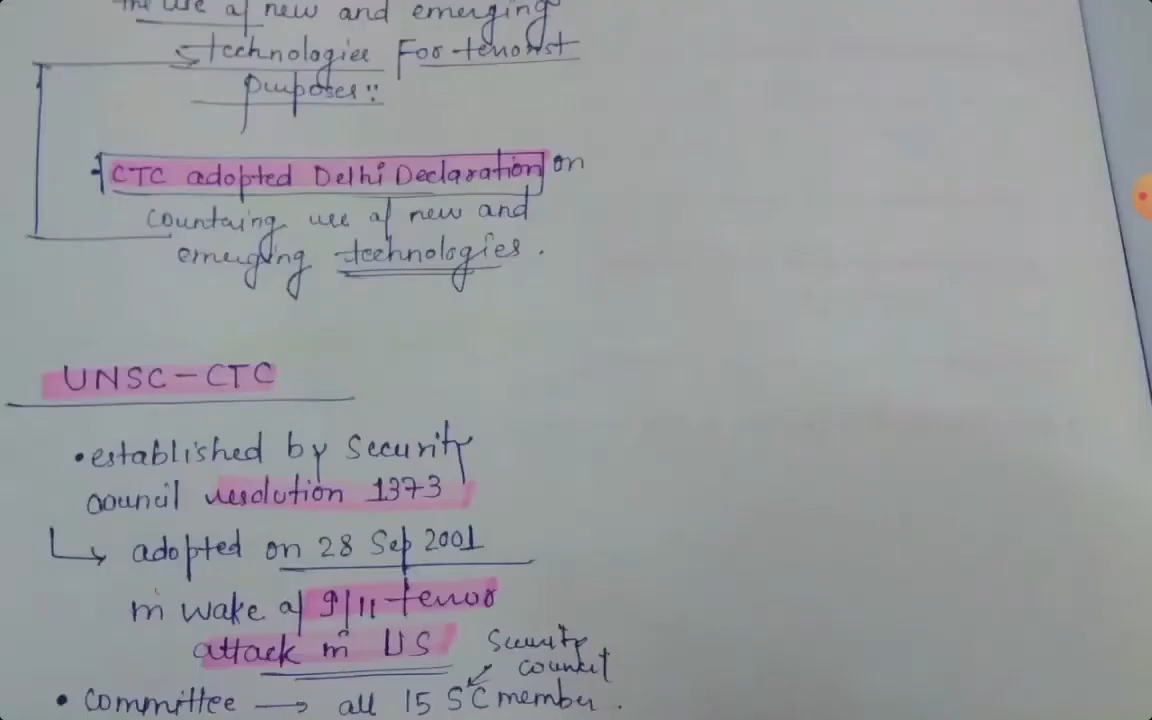 the use of new and emerging
technologies For terrorist
purposes"
CTC adopted Delhi Declaration on
countering use of new and
emerging technologies.
UNSC-CTC
• established by Security
council resolution 1373
↳ adopted on 28 Sep 2001
in wake of 9/11 terror
attack in US
Security
council
• committee → all 15 SC member.